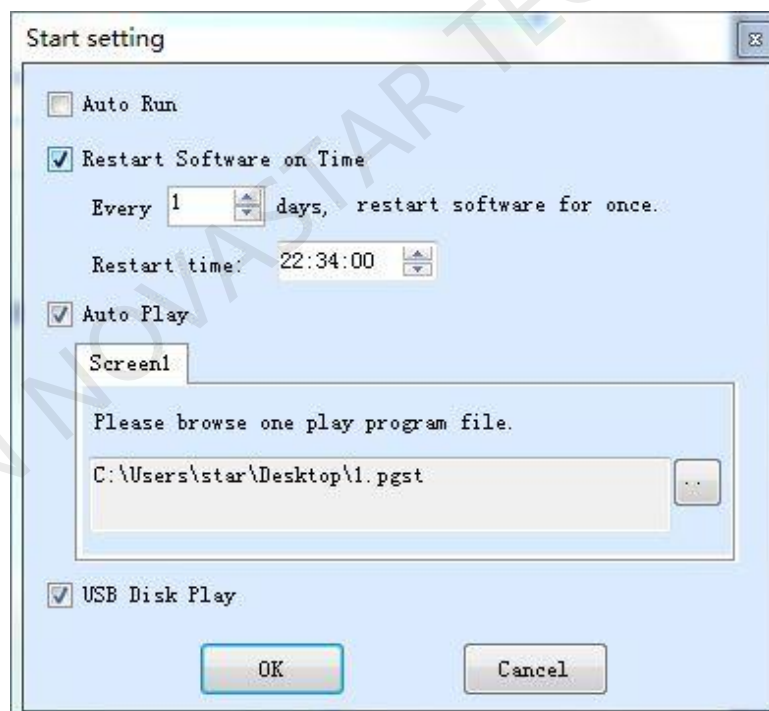 Start setting
Auto Run
Restart Software on Time
Every 1 days, restart software for once.
Restart time: 22:34:00
Auto Play
Screen1
Please browse one play program file.
C:\Users\star\Desktop\1.pgst
..
USB Disk Play
OK Cancel
N NOVASTAR TEC